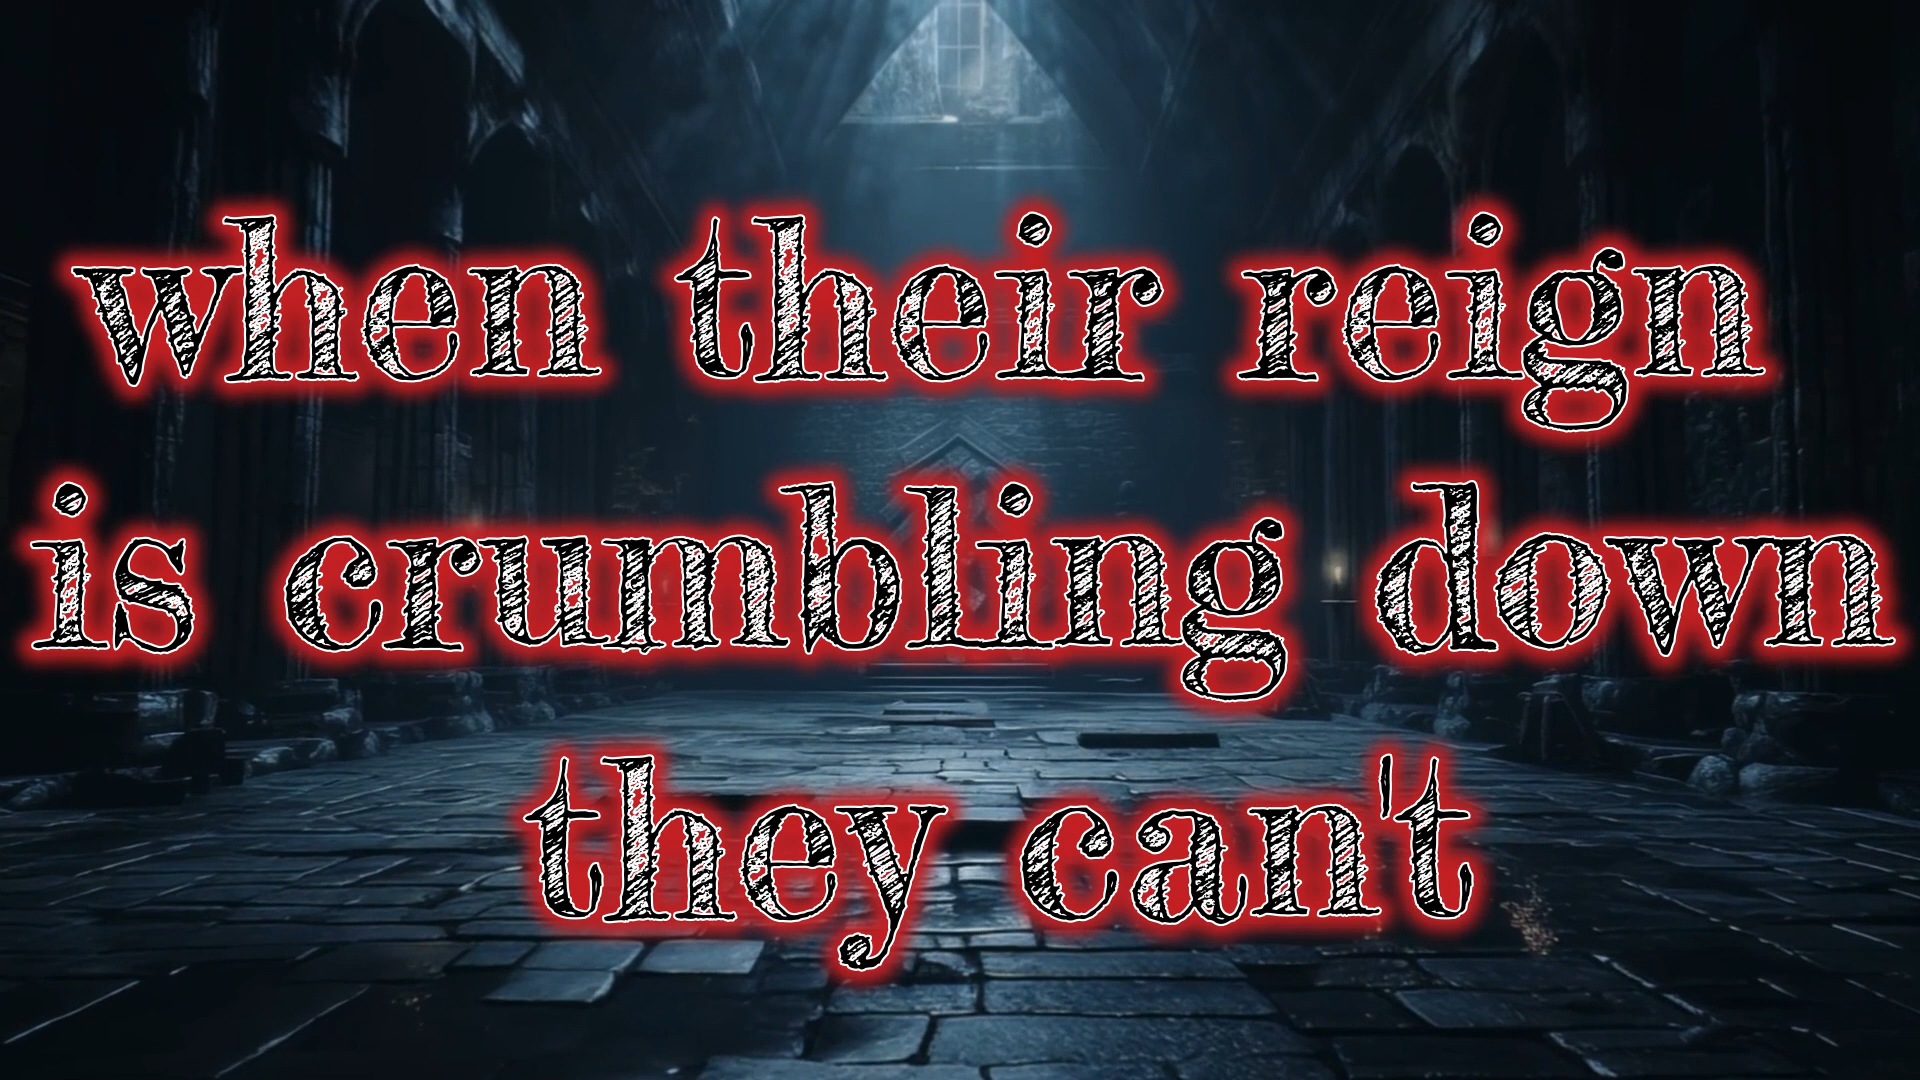 when their reign
is crumbling down
they can't